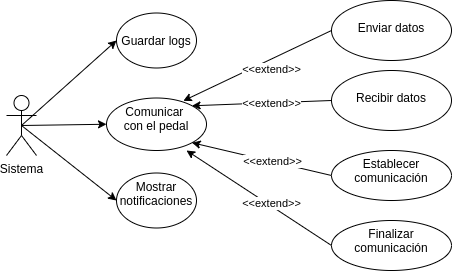 Enviar datos
Guardar logs
<<extend>>
Recibir datos
<<extend>>
Comunicar
con el pedal
Sistema
<<extend>>
Establecer
comunicación
Mostrar
notificaciones
<<extend>>
Finalizar
comunicación